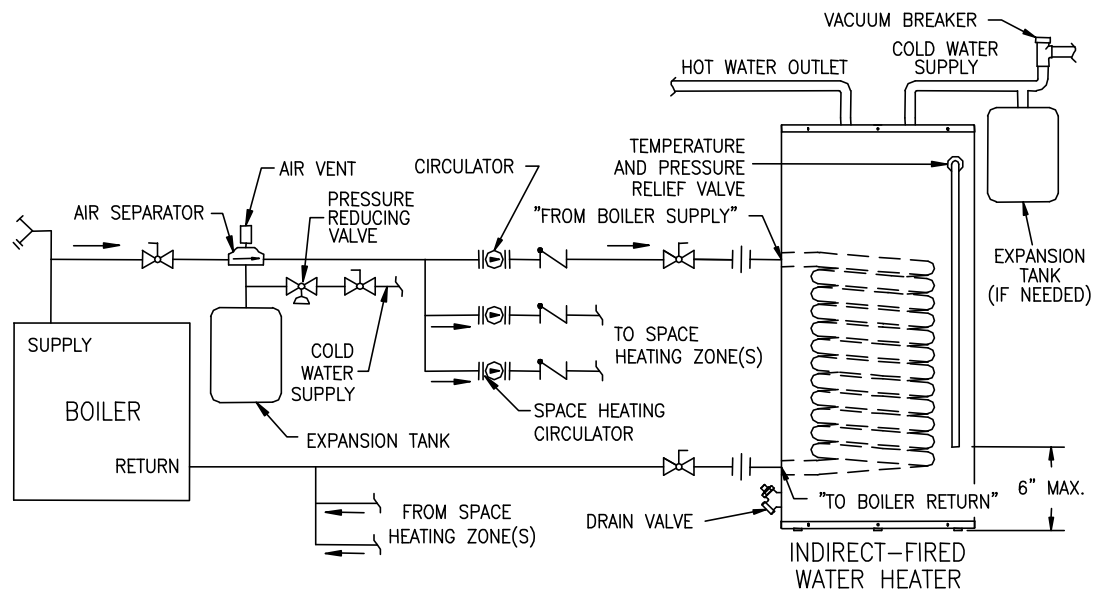 VACUUM BREAKER
COLD WATER
SUPPLY
HOT WATER OUTLET
TEMPERATURE
AND PRESSURE
RELIEF VALVE
AIR VENT
CIRCULATOR
PRESSURE
REDUCING
VALVE
AIR SEPARATOR
"FROM BOILER SUPPLY"
EXPANSION
TANK
(IF NEEDED)
SUPPLY
BOILER
RETURN
COLD
WATER
SUPPLY
TO SPACE
HEATING ZONE(S)
SPACE HEATING
CIRCULATOR
EXPANSION TANK
6" MAX.
"TO BOILER RETURN"
FROM SPACE
HEATING ZONE(S)
DRAIN VALVE
INDIRECT-FIRED
WATER HEATER